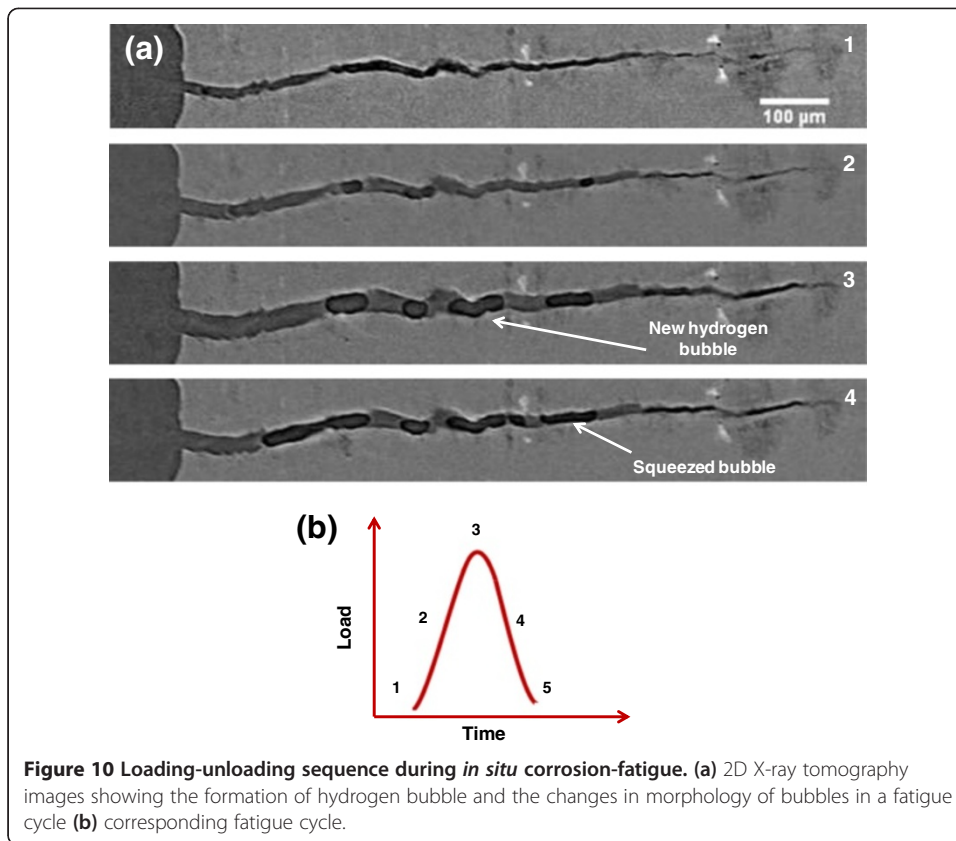 (a)
1
100 µm
2
3
New hydrogen
bubble
4
Squeezed bubble
(b)
3
2
4
1
5
Load
Time
Figure 10 Loading-unloading sequence during in situ corrosion-fatigue. (a) 2D X-ray tomography
images showing the formation of hydrogen bubble and the changes in morphology of bubbles in a fatigue
cycle (b) corresponding fatigue cycle.